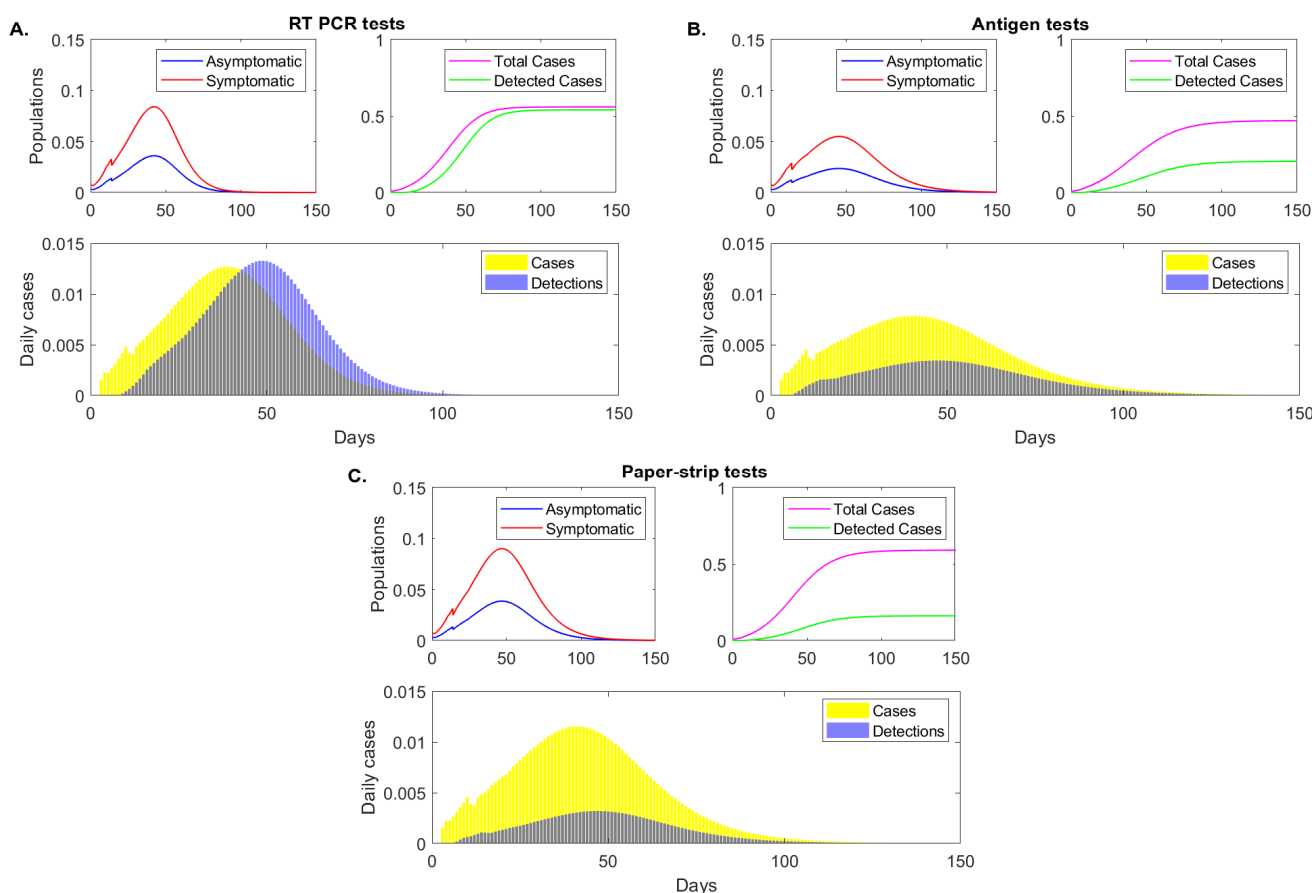 A.
RT PCR tests
0.15
0.1
0.05
0
Populations
Asymptomatic
Symptomatic
0 50 100 150
1
0.5
0
Total Cases
Detected Cases
0 50 100 150
0.015
0.01
0.005
0
Daily cases
Cases
Detections
0 50 100 150
Days
B.
Antigen tests
0.15
0.1
0.05
0
Populations
Asymptomatic
Symptomatic
0 50 100 150
1
0.5
0
Total Cases
Detected Cases
0 50 100 150
0.015
0.01
0.005
0
Daily cases
Cases
Detections
0 50 100 150
Days
C.
Paper-strip tests
0.15
0.1
0.05
0
Populations
Asymptomatic
Symptomatic
0 50 100 150
1
0.5
0
Total Cases
Detected Cases
0 50 100 150
0.015
0.01
0.005
0
Daily cases
Cases
Detections
0 50 100 150
Days